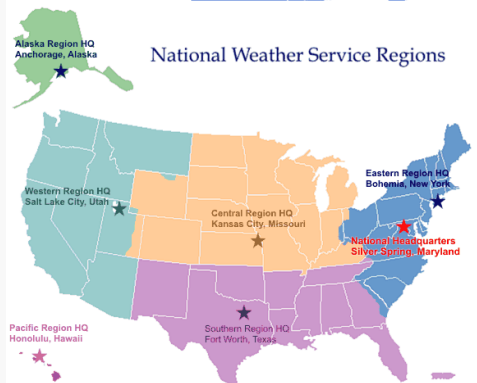 Alaska Region HQ
Anchorage, Alaska
National Weather Service Regions
Eastern Region HQ
Bohemia, New York
Western Region HQ
Salt Lake City, Utah
Central Region HQ
Kansas City, Missouri
National Headquarters
Silver Spring, Maryland
Pacific Region HQ
Honolulu, Hawaii
Southern Region HQ
Fort Worth, Texas